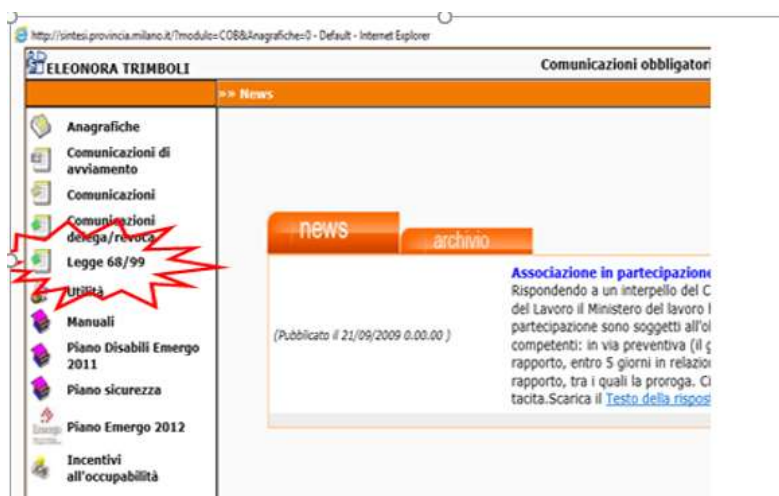 http://sintesi.provincia.milano.it/?modulo=COB&Anagrafiche=0 - Default - Internet Explorer
ELEONORA TRIMBOLI
Comunicazioni obbligator
>> News
Anagrafiche
Comunicazioni di
avviamento
Comunicazioni
Comunicazioni
delega/revoca
Legge 68/99
Utilità
Manuali
Piano Disabili Emergo
2011
Piano sicurezza
Piano Emergo 2012
Incentivi
all'occupabilità
news
archivio
(Pubblicato il 21/09/2009 0.00.00 )
Associazione in partecipazione
Rispondendo a un interpello del C
del Lavoro il Ministero del lavoro
partecipazione sono soggetti all'ob
competenti: in via preventiva (il g
rapporto, entro 5 giorni in relazion
rapporto, tra i quali la proroga. Ci
tacita.Scarica il Testo della rispost